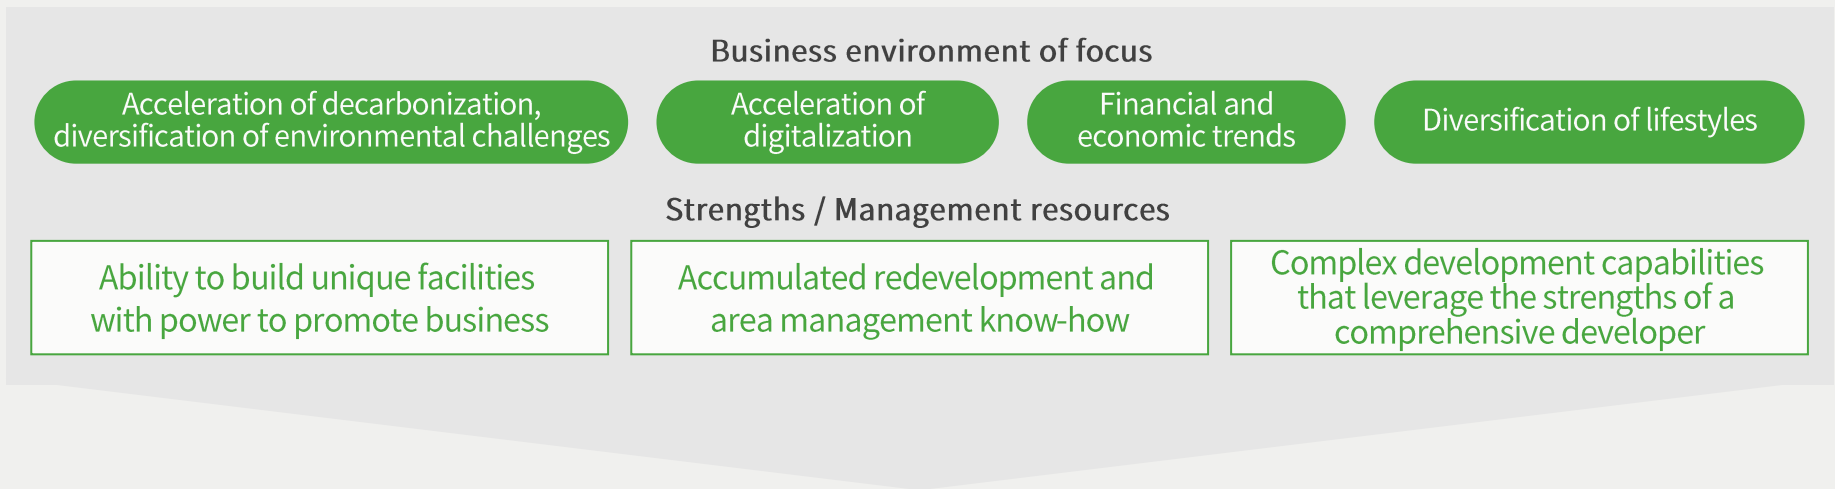 Business environment of focus
Acceleration of decarbonization,
diversification of environmental challenges
Acceleration of
digitalization
Financial and
economic trends
Diversification of lifestyles
Strengths / Management resources
Ability to build unique facilities
with power to promote business
Accumulated redevelopment and
area management know-how
Complex development capabilities
that leverage the strengths of a
comprehensive developer